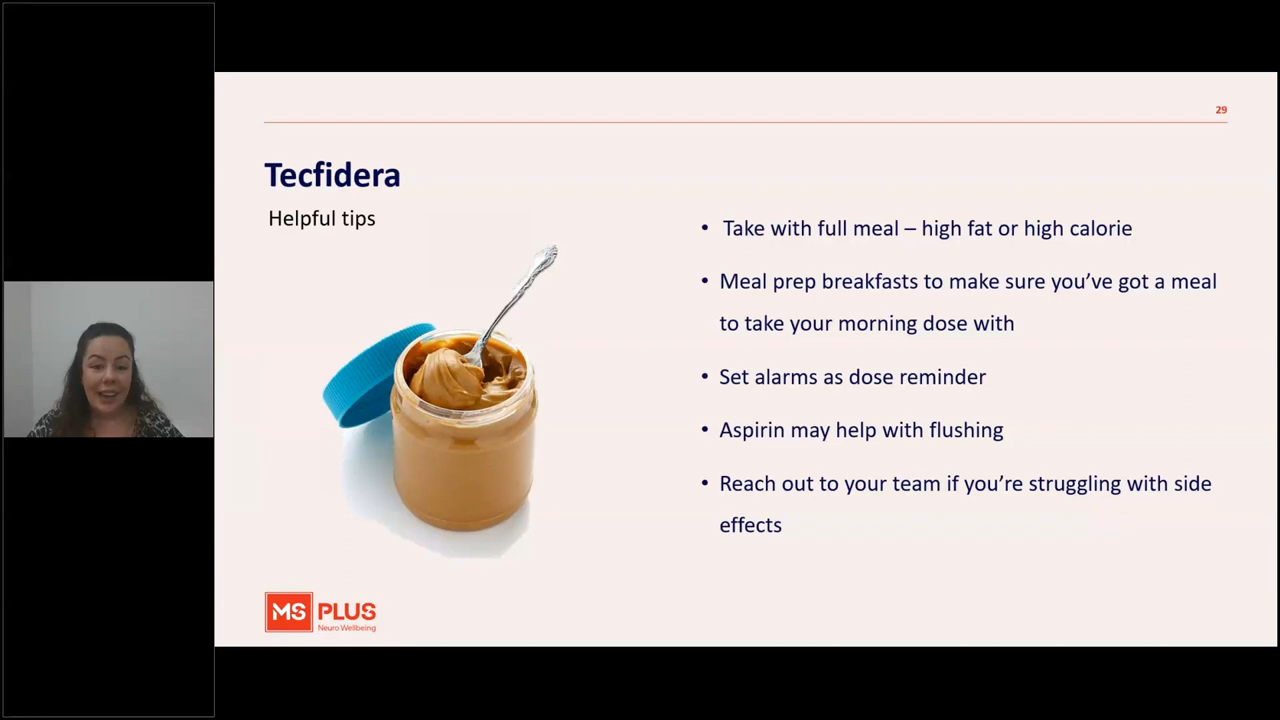 29
Tecfidera
Helpful tips
• Take with full meal – high fat or high calorie
• Meal prep breakfasts to make sure you've got a meal
to take your morning dose with
• Set alarms as dose reminder
• Aspirin may help with flushing
• Reach out to your team if you're struggling with side
effects
MS PLUS
Neuro Wellbeing